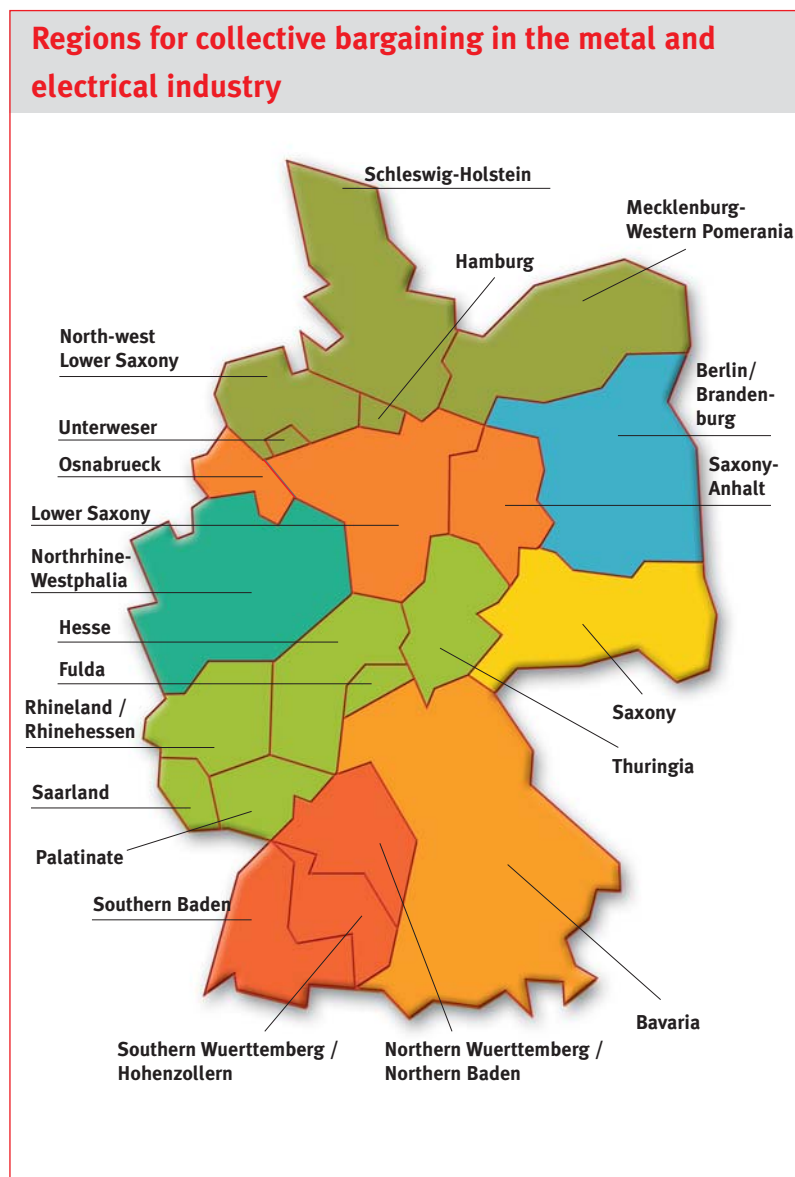 Regions for collective bargaining in the metal and
electrical industry
Schleswig-Holstein
Mecklenburg-
Western Pomerania
Hamburg
North-west
Lower Saxony
Berlin/
Branden-
burg
Unterweser
Osnabrueck
Saxony-
Anhalt
Lower Saxony
Northrhine-
Westphalia
Hesse
Fulda
Rhineland /
Rhinehessen
Saxony
Thuringia
Saarland
Palatinate
Southern Baden
Bavaria
Southern Wuerttemberg /
Hohenzollern
Northern Wuerttemberg /
Northern Baden